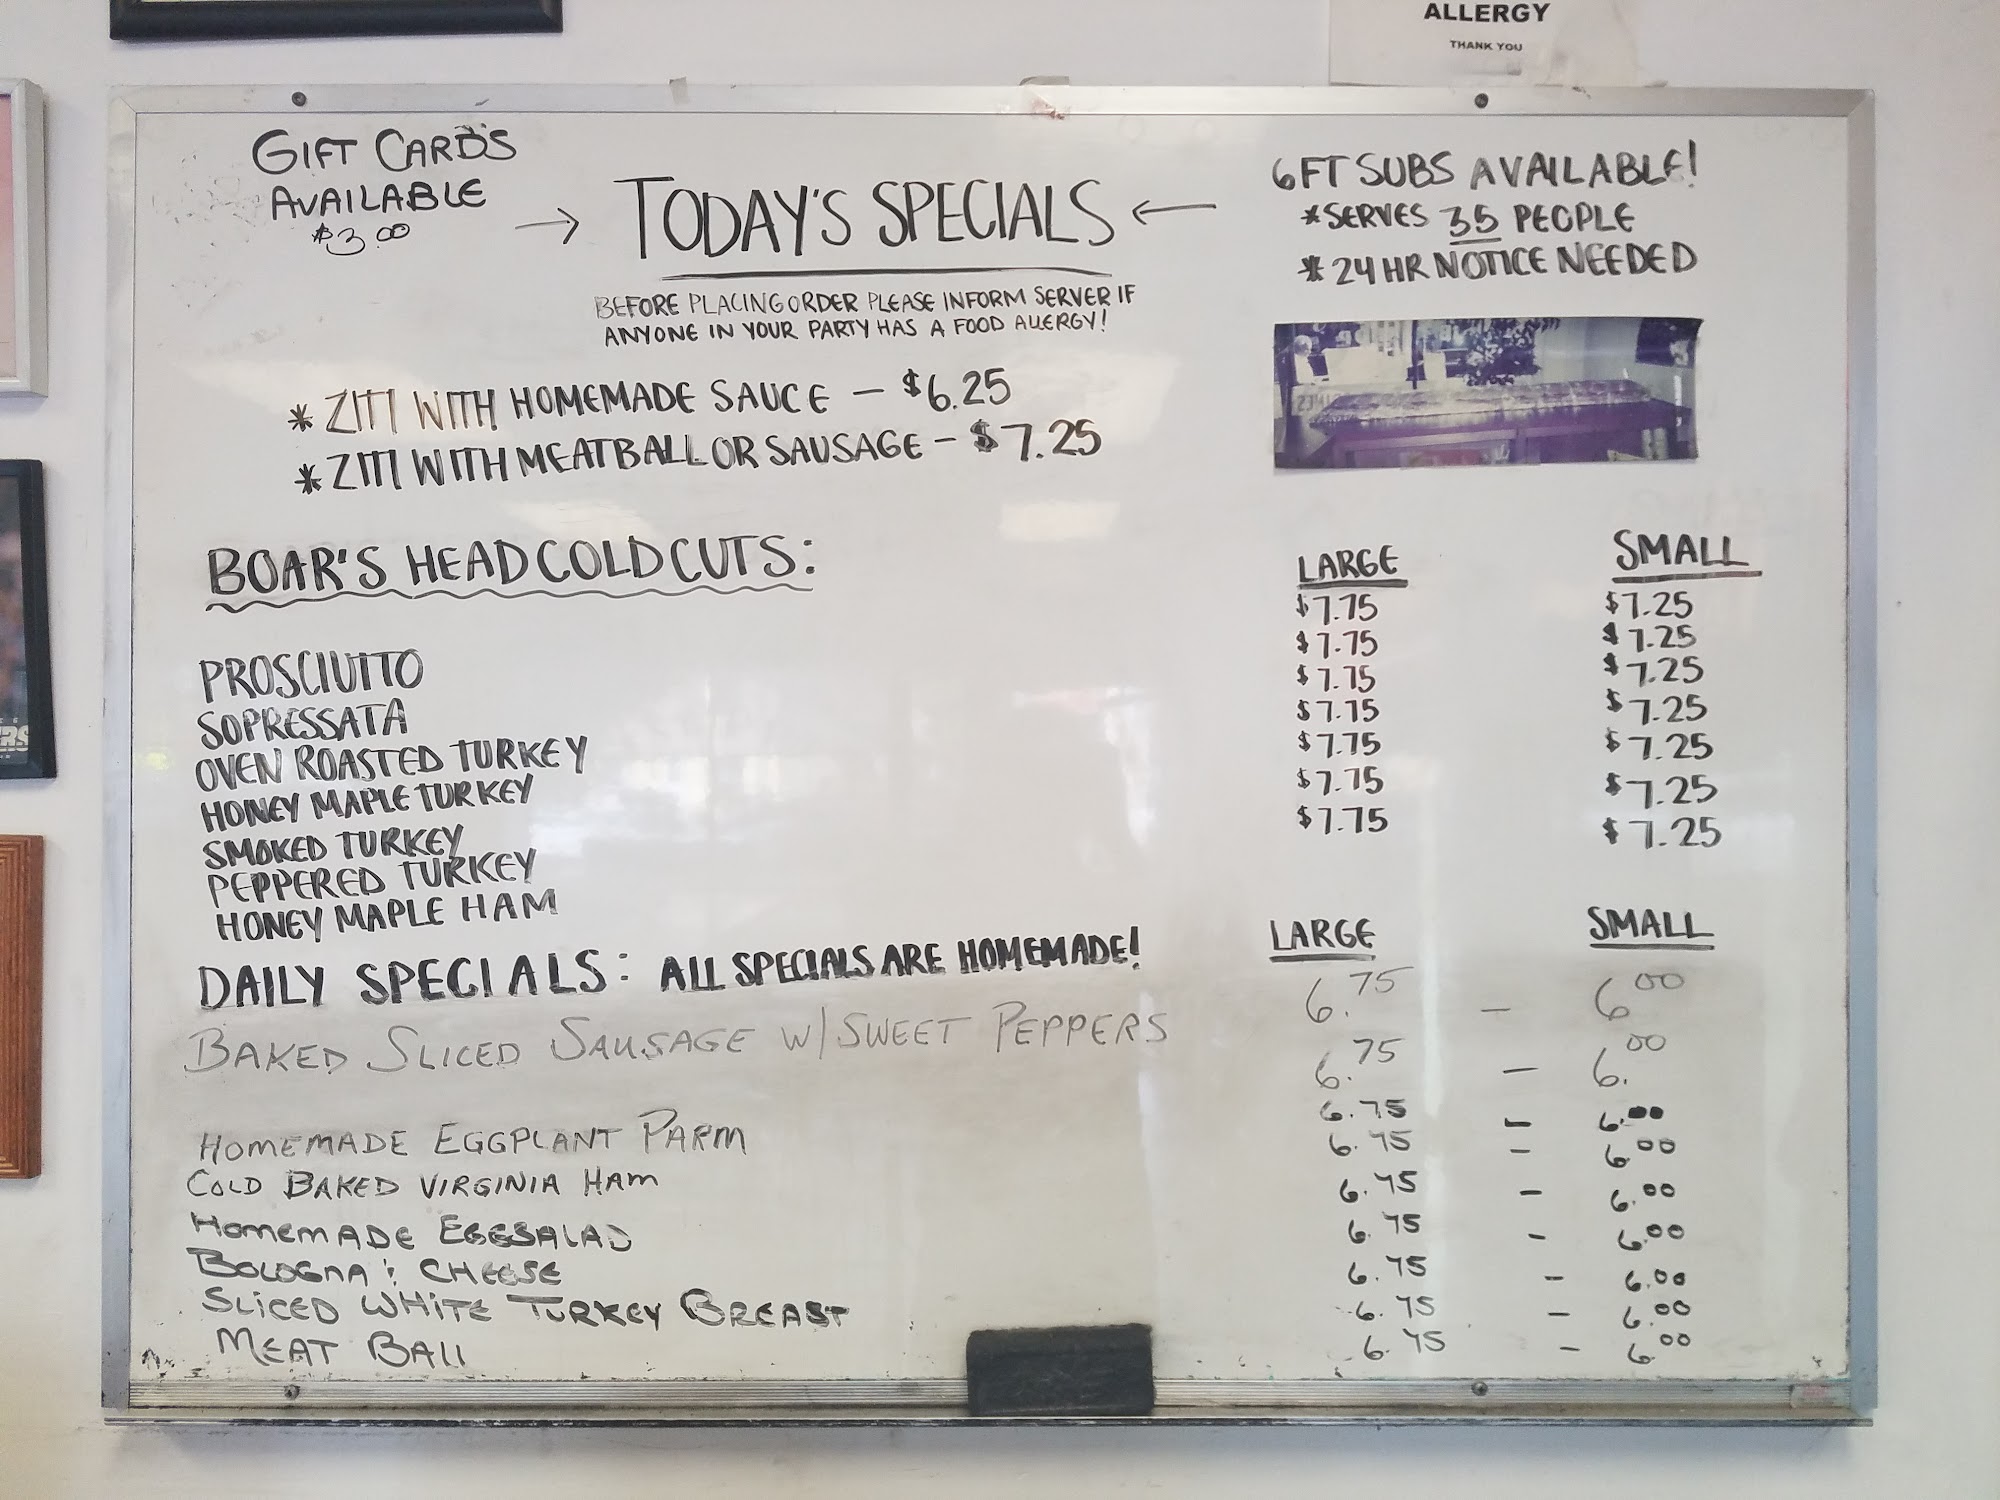 ALLERGY
THANK YOU
GIFT CARD'S
AVAILABLE
$3.00
→ TODAY'S SPECIALS ←
BEFORE PLACING ORDER PLEASE INFORM SERVER IF
ANYONE IN YOUR PARTY HAS A FOOD ALLERGY!
6FT SUBS AVAILABLE!
*SERVES 35 PEOPLE
*24 HR NOTICE NEEDED
* ZITI WITH HOMEMADE SAUCE - $6.25
* ZITI WITH MEATBALL OR SAUSAGE - $7.25
BOAR'S HEAD COLD CUTS:
PROSCIUTTO
SOPRESSATA
OVEN ROASTED TURKEY
HONEY MAPLE TURKEY
SMOKED TURKEY
PEPPERED TURKEY
HONEY MAPLE HAM
LARGE SMALL
$7.75 $7.25
$7.75 $7.25
$7.75 $7.25
$7.75 $7.25
$7.75 $7.25
$7.75 $7.25
$7.75 $7.25
DAILY SPECIALS: ALL SPECIALS ARE HOMEMADE!
BAKED SLICED SAUSAGE W/SWEET PEPPERS
HOMEMADE EGGPLANT PARM
COLD BAKED VIRGINIA HAM
HOMEMADE EGGSALAD
BOLOGNA & CHEESE
SLICED WHITE TURKEY BREAST
MEAT BALL
LARGE SMALL
6.75 - 6.00
6.75 - 6.00
6.75 - 6.00
6.75 - 6.00
6.75 - 6.00
6.75 - 6.00
6.75 - 6.00
6.75 - 6.00
6.75 - 6.00